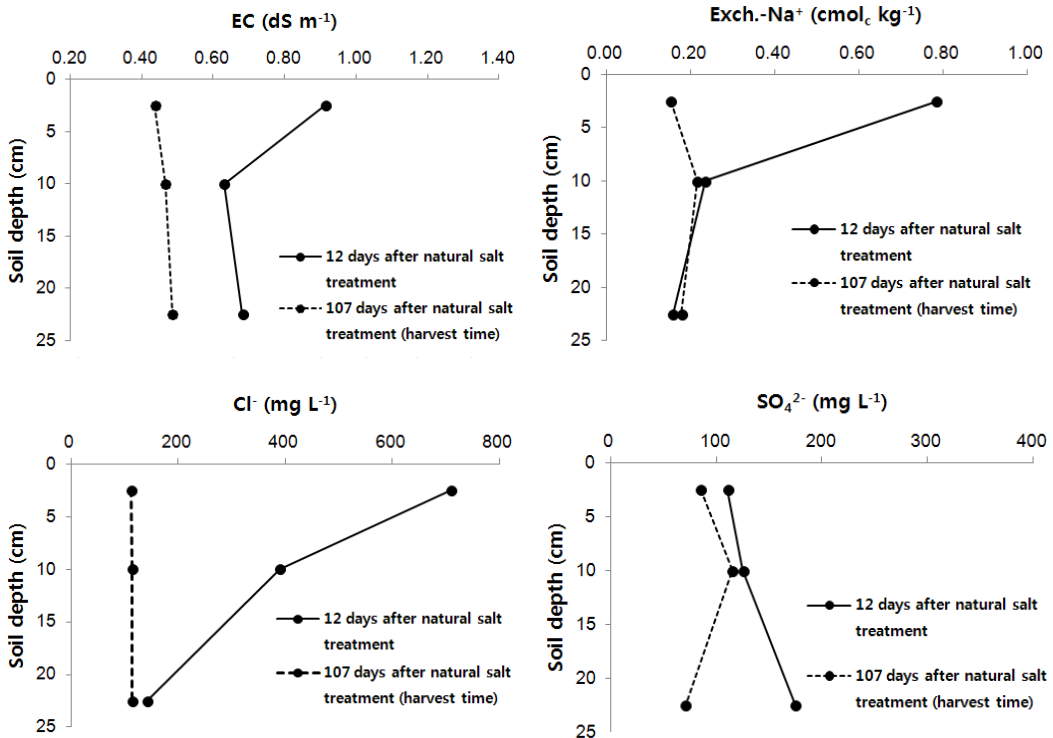 EC (dS m⁻¹)
0.20 0.40 0.60 0.80 1.00 1.20 1.40
0
5
10
15
20
25
Soil depth (cm)
12 days after natural salt
treatment
107 days after natural salt
treatment (harvest time)
Exch.-Na⁺ (cmolc kg⁻¹)
0.00 0.20 0.40 0.60 0.80 1.00
0
5
10
15
20
25
Soil depth (cm)
12 days after natural salt
treatment
107 days after natural salt
treatment (harvest time)
Cl⁻ (mg L⁻¹)
0 200 400 600 800
0
5
10
15
20
25
Soil depth (cm)
12 days after natural salt
treatment
107 days after natural salt
treatment (harvest time)
SO₄²⁻ (mg L⁻¹)
0 100 200 300 400
0
5
10
15
20
25
Soil depth (cm)
12 days after natural salt
treatment
107 days after natural salt
treatment (harvest time)